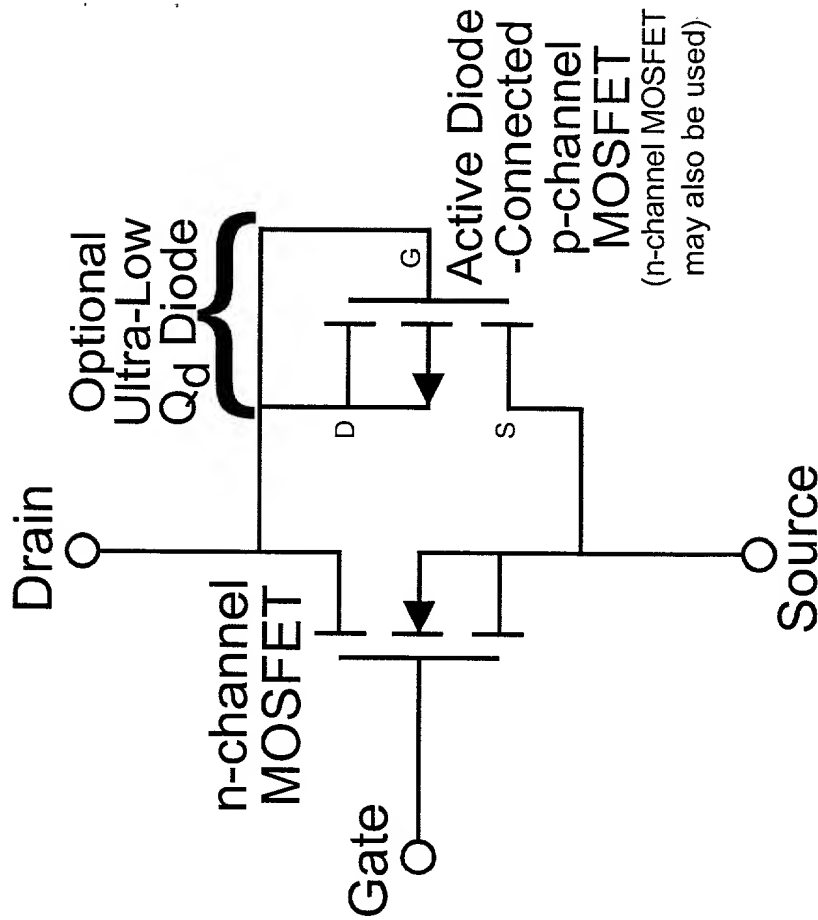 Drain
Optional
Ultra-Low
Qd Diode
n-channel
MOSFET
D
G
S
Gate
Active Diode
-Connected
p-channel
MOSFET
(n-channel MOSFET
may also be used)
Source